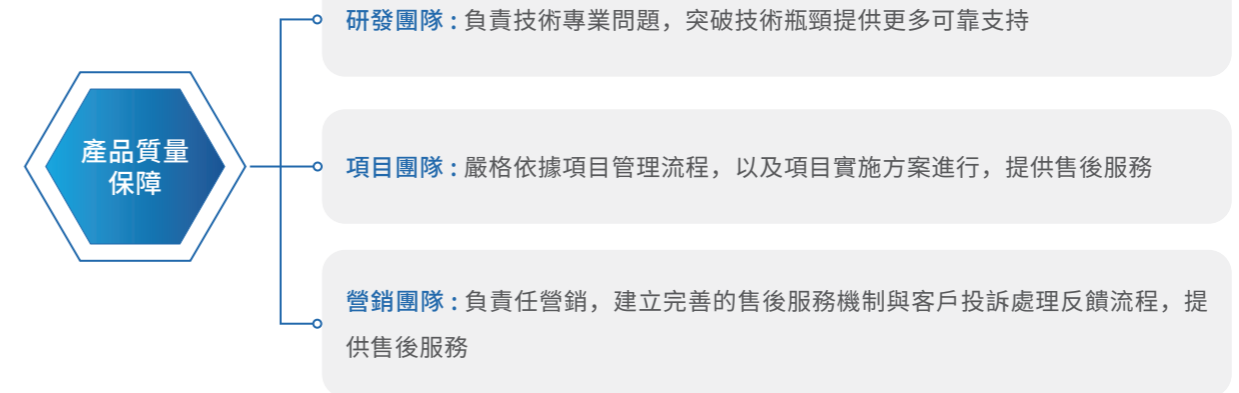 研發團隊 : 負責技術專業問題，突破技術瓶頸提供更多可靠支持
產品質量
保障
項目團隊 : 嚴格依據項目管理流程，以及項目實施方案進行，提供售後服務
營銷團隊 : 負責任營銷，建立完善的售後服務機制與客戶投訴處理反饋流程，提
供售後服務